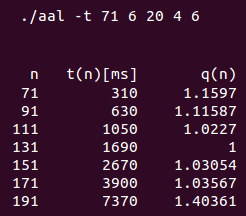 ./aal -t 71 6 20 4 6
n t(n)[ms] q(n)
71 310 1.1597
91 630 1.11587
111 1050 1.0227
131 1690 1
151 2670 1.03054
171 3900 1.03567
191 7370 1.40361